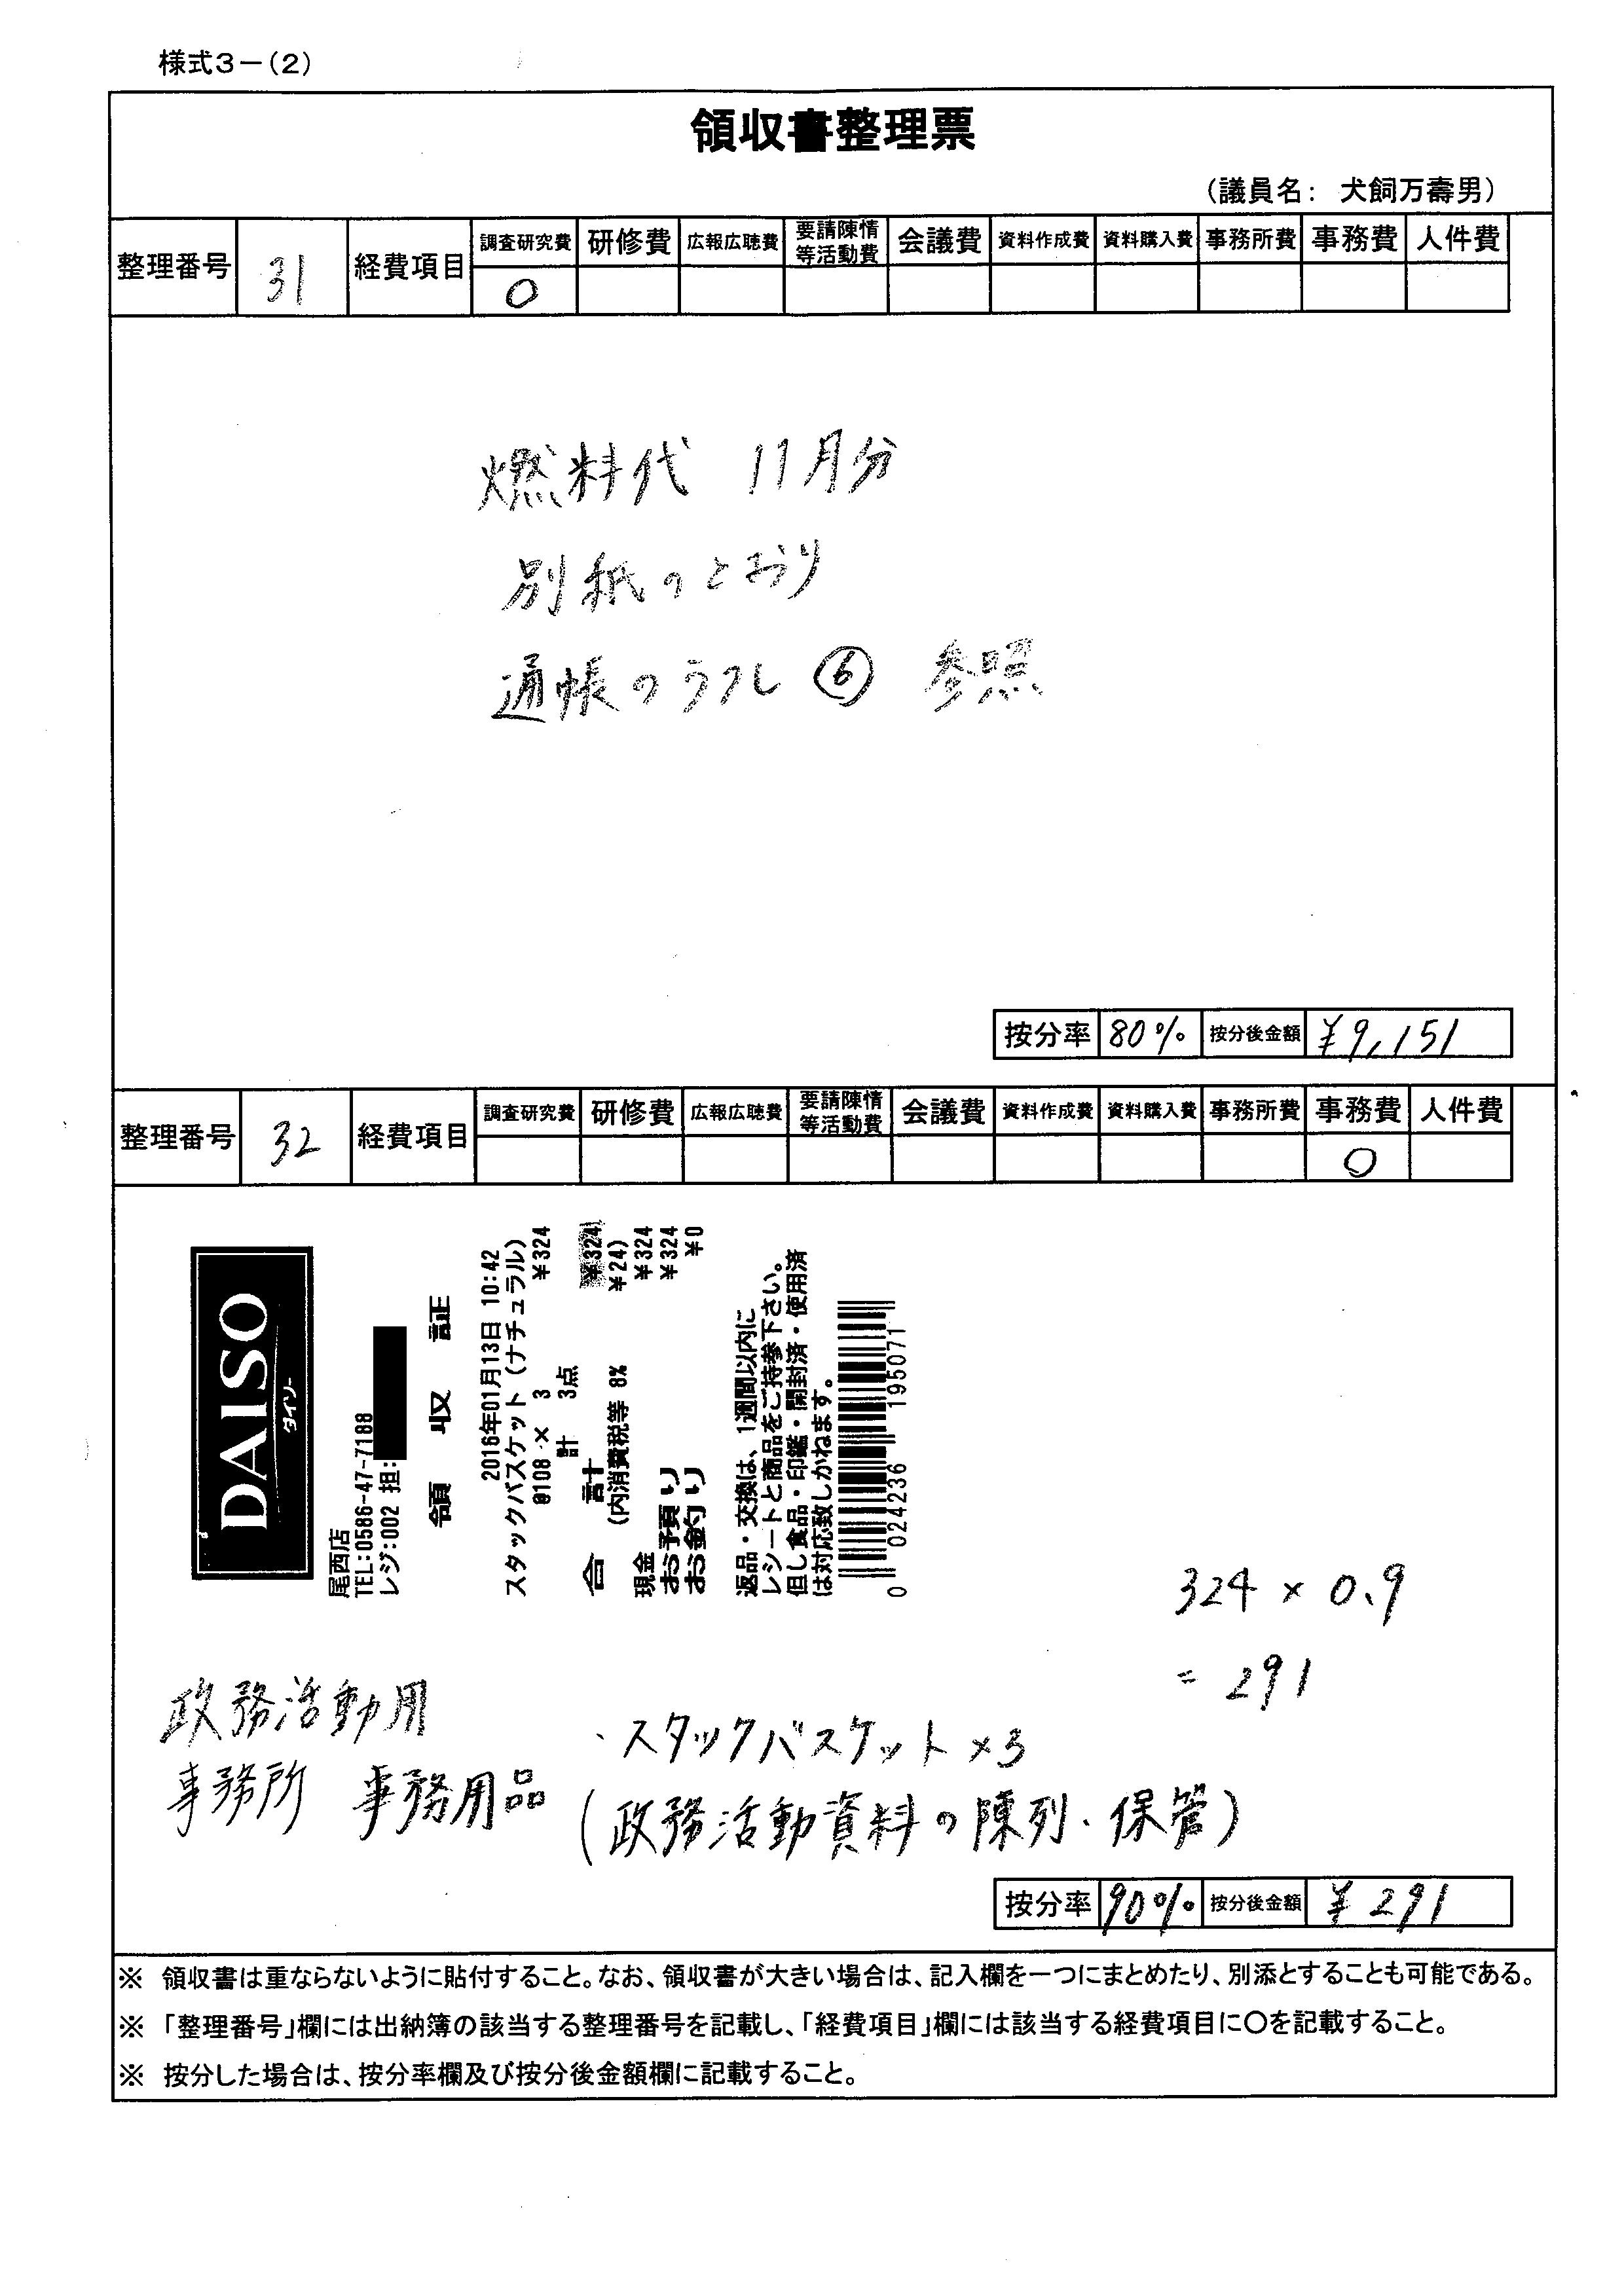 様式3－(2)
領収書整理票
(議員名: 犬飼万壽男)
整理番号 31 経費項目 調査研究費 研修費 広報広聴費 要請陳情等活動費 会議費 資料作成費 資料購入費 事務所費 事務費 人件費
○
燃料代 11月分
別紙のとおり
通帳のうつし ⑥ 参照
按分率 80% 按分後金額 ¥9,151
整理番号 32 経費項目 調査研究費 研修費 広報広聴費 要請陳情等活動費 会議費 資料作成費 資料購入費 事務所費 事務費 人件費
○
DAISO
ダイソー
尾西店
TEL:0586-47-7188
レジ:002 担:
領 収 証
2016年01月13日 10:42
スタックバスケット (ナチュラル)
@108 × 3 ¥324
計 3点
合 計 ¥324
(内消費税等 8% ¥24)
現金 ¥324
お預り ¥324
お釣り ¥0
返品・交換は、1週間以内に
レシートと商品をご持参下さい。
但し食品・印鑑・開封済・使用済
は対応致しかねます。
0 024236 195071
324 × 0.9
= 291
政務活動用
事務所 事務用品
・スタックバスケット×3
(政務活動資料の陳列・保管)
按分率 90% 按分後金額 ¥291
※ 領収書は重ならないように貼付すること。なお、領収書が大きい場合は、記入欄を一つにまとめたり、別添とすることも可能である。
※ 「整理番号」欄には出納簿の該当する整理番号を記載し、「経費項目」欄には該当する経費項目に○を記載すること。
※ 按分した場合は、按分率欄及び按分後金額欄に記載すること。